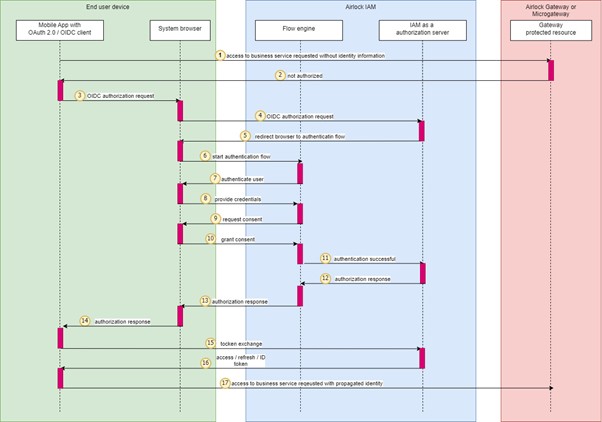 End user device
Airlock IAM
Airlock Gateway or
Microgateway
Mobile App with
OAuth 2.0 / OIDC client
System browser
Flow engine
IAM as a
authorization server
Gateway
protected resource
1 access to business service requested without identity information
2 not authorized
3 OIDC authorization request
4 OIDC authorization request
5 redirect browser to authenticatin flow
6 start authentication flow
7 authenticate user
8 provide credentials
9 request consent
10 grant consent
11 authentication successful
12 authorization response
13 authorization response
14 authorization response
15 tocken exchange
16 access / refresh / ID
token
17 access to business service reqeusted with propagated identity